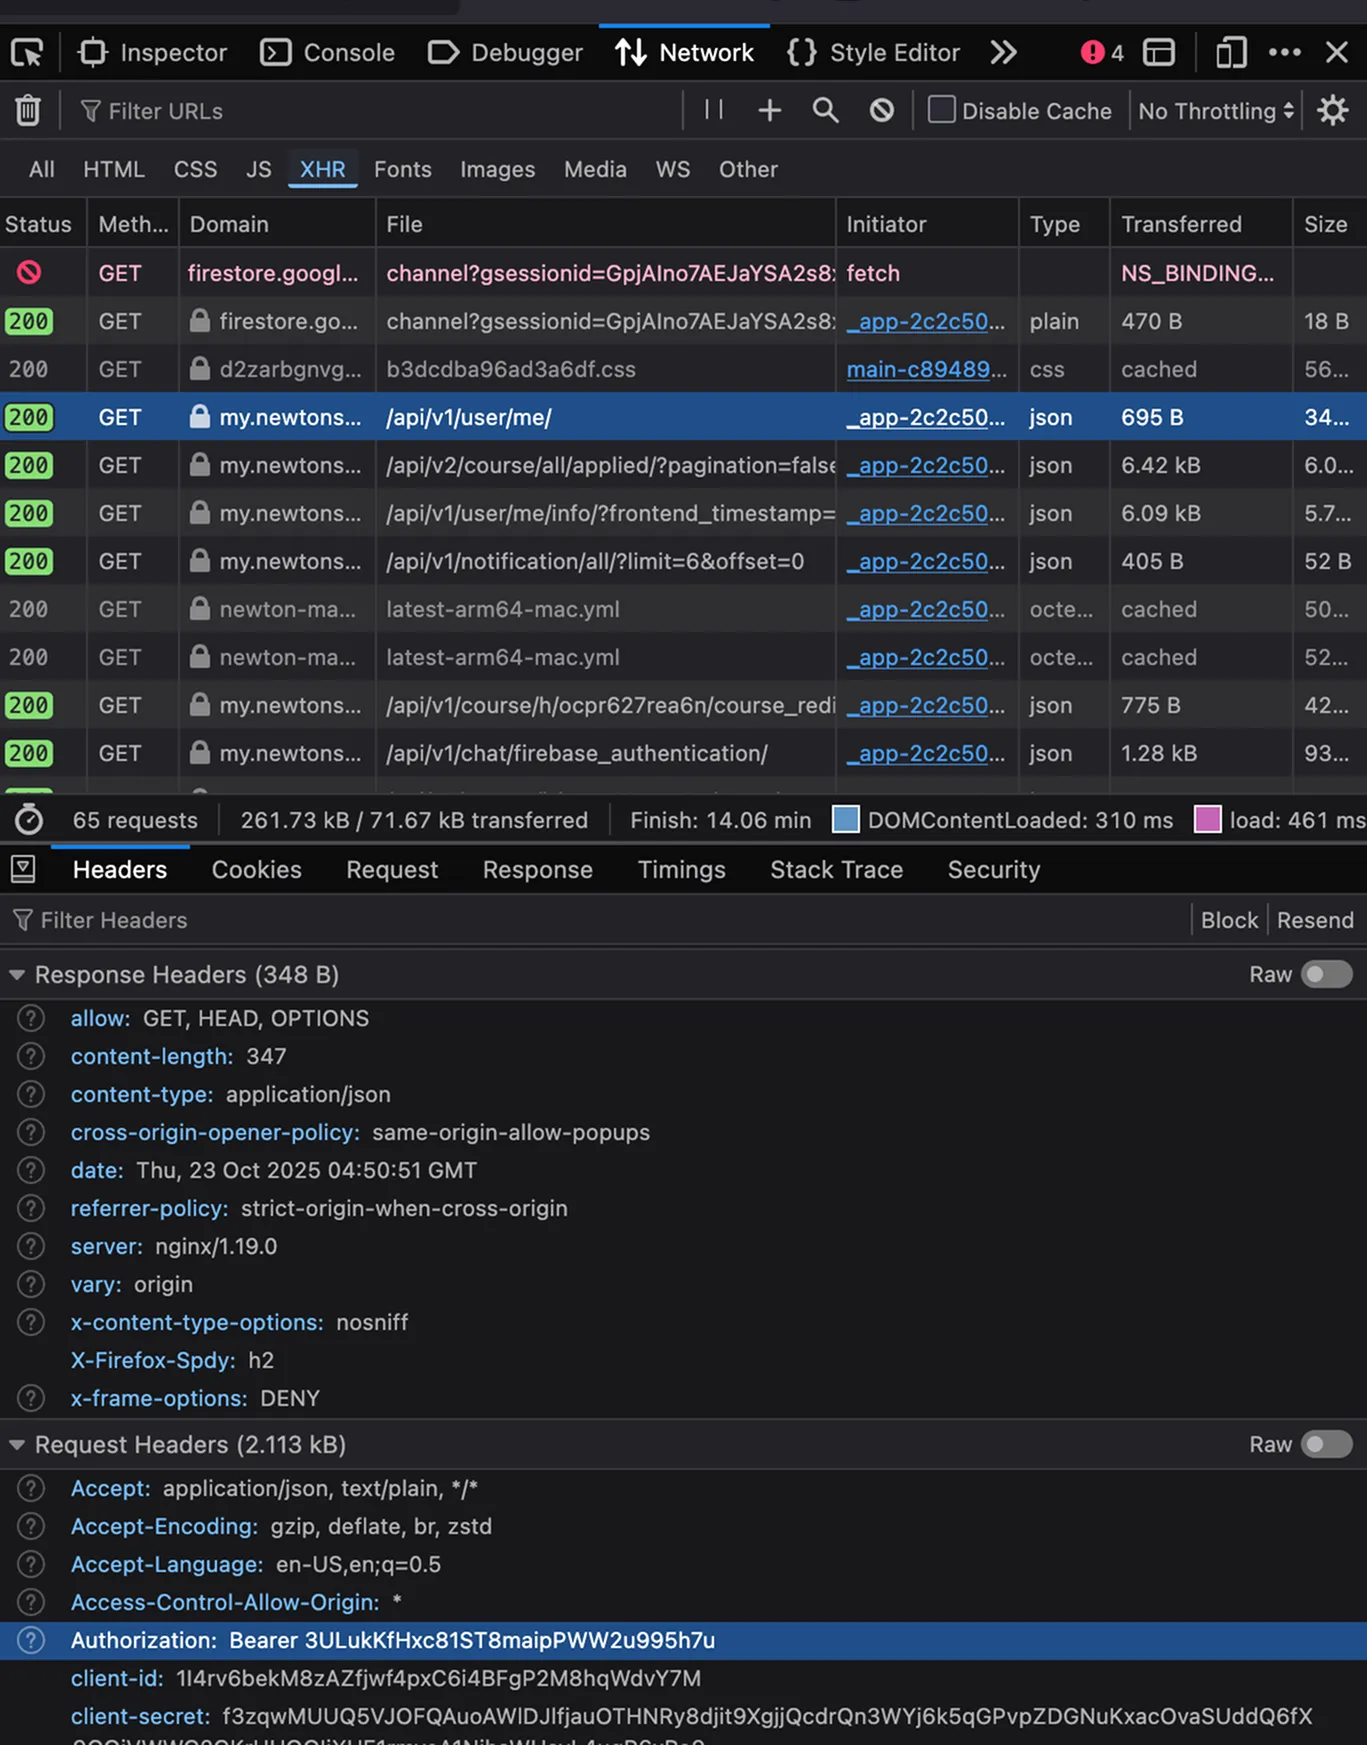 Inspector Console Debugger Network Style Editor 4
Filter URLs Disable Cache No Throttling
All HTML CSS JS XHR Fonts Images Media WS Other
Status Meth... Domain File Initiator Type Transferred Size
GET firestore.googl... channel?gsessionid=GpjAIno7AEJaYSA2s8 fetch NS_BINDING...
200 GET firestore.go... channel?gsessionid=GpjAIno7AEJaYSA2s8 _app-2c2c50... plain 470 B 18 B
200 GET d2zarbgnvg... b3dcdba96ad3a6df.css main-c89489... css cached 56...
200 GET my.newtons... /api/v1/user/me/ _app-2c2c50... json 695 B 34...
200 GET my.newtons... /api/v2/course/all/applied/?pagination=false _app-2c2c50... json 6.42 kB 6.0...
200 GET my.newtons... /api/v1/user/me/info/?frontend_timestamp= _app-2c2c50... json 6.09 kB 5.7...
200 GET my.newtons... /api/v1/notification/all/?limit=6&offset=0 _app-2c2c50... json 405 B 52 B
200 GET newton-ma... latest-arm64-mac.yml _app-2c2c50... octe... cached 50...
200 GET newton-ma... latest-arm64-mac.yml _app-2c2c50... octe... cached 52...
200 GET my.newtons... /api/v1/course/h/ocpr627rea6n/course_redi _app-2c2c50... json 775 B 42...
200 GET my.newtons... /api/v1/chat/firebase_authentication/ _app-2c2c50... json 1.28 kB 93...
65 requests 261.73 kB / 71.67 kB transferred Finish: 14.06 min DOMContentLoaded: 310 ms load: 461 ms
Headers Cookies Request Response Timings Stack Trace Security
Filter Headers Block Resend
Response Headers (348 B) Raw
allow: GET, HEAD, OPTIONS
content-length: 347
content-type: application/json
cross-origin-opener-policy: same-origin-allow-popups
date: Thu, 23 Oct 2025 04:50:51 GMT
referrer-policy: strict-origin-when-cross-origin
server: nginx/1.19.0
vary: origin
x-content-type-options: nosniff
X-Firefox-Spdy: h2
x-frame-options: DENY
Request Headers (2.113 kB) Raw
Accept: application/json, text/plain, */*
Accept-Encoding: gzip, deflate, br, zstd
Accept-Language: en-US,en;q=0.5
Access-Control-Allow-Origin: *
Authorization: Bearer 3ULukKfHxc81ST8maipPWW2u995h7u
client-id: 1l4rv6bekM8zAZfjwf4pxC6i4BFgP2M8hqWdvY7M
client-secret: f3zqwMUUQ5VJOFQAuoAWlDJlfjauOTHNRy8djit9XgjjQcdrQn3WYj6k5qGPvpZDGNuKxacOvaSUddQ6fX